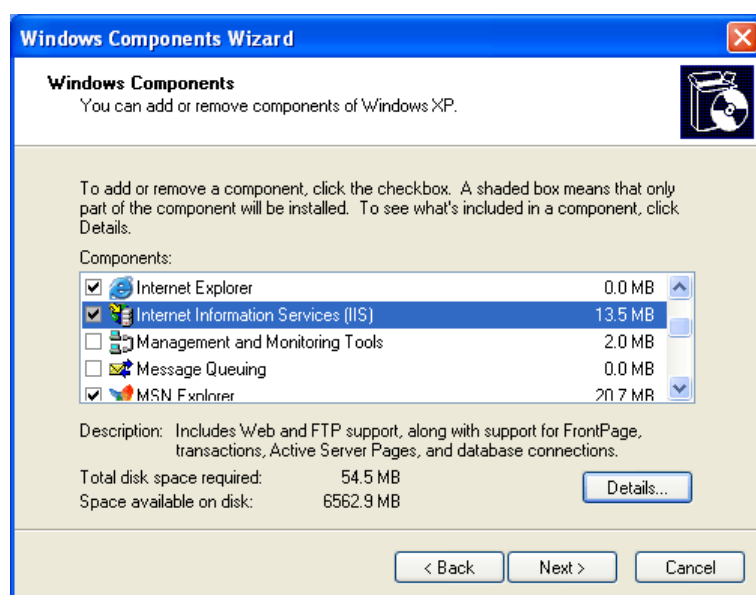 Windows Components Wizard
Windows Components
You can add or remove components of Windows XP.
To add or remove a component, click the checkbox. A shaded box means that only
part of the component will be installed. To see what's included in a component, click
Details.
Components:
Internet Explorer 0.0 MB
Internet Information Services (IIS) 13.5 MB
Management and Monitoring Tools 2.0 MB
Message Queuing 0.0 MB
MSN Explorer 20.7 MB
Description: Includes Web and FTP support, along with support for FrontPage,
transactions, Active Server Pages, and database connections.
Total disk space required: 54.5 MB
Space available on disk: 6562.9 MB
Details...
< Back Next > Cancel